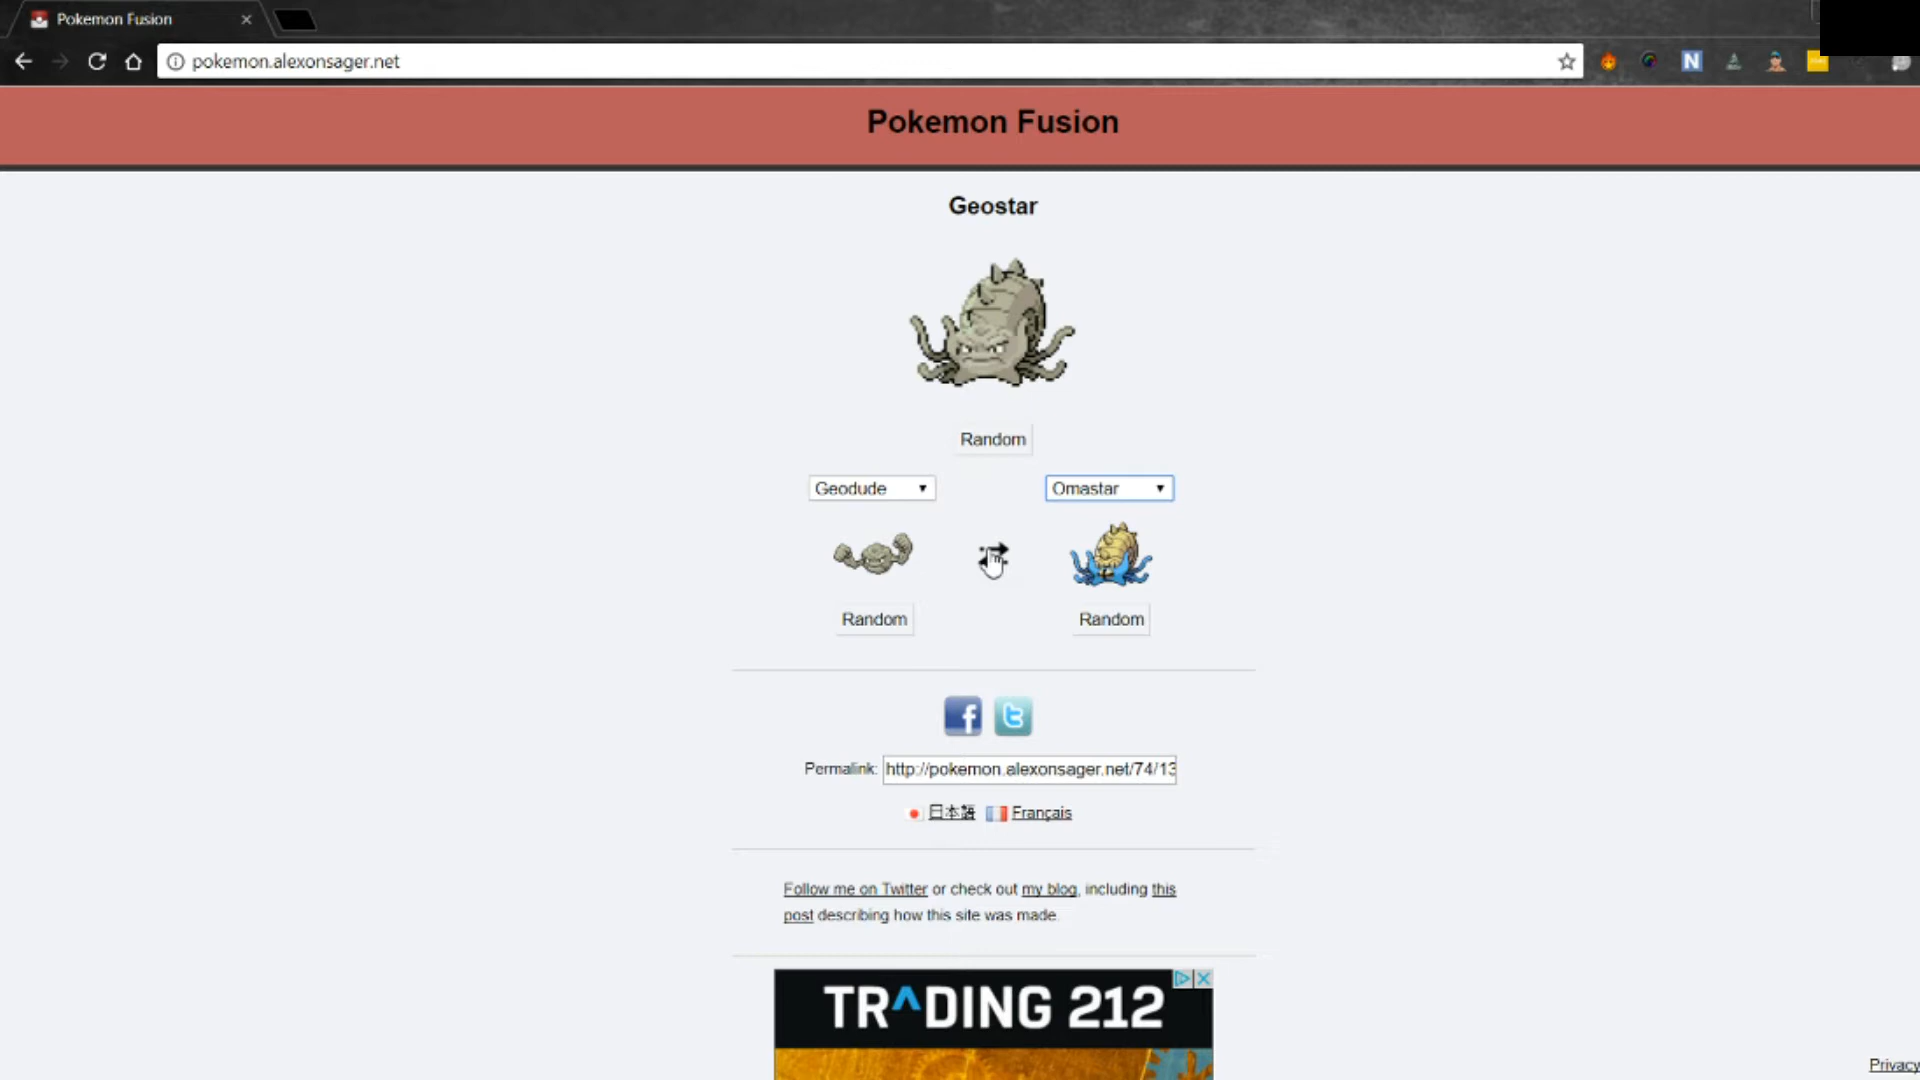 Pokemon Fusion
pokemon.alexonsager.net
N
Pokemon Fusion
Geostar
Random
Geodude Omastar
Random Random
f t
Permalink: http://pokemon.alexonsager.net/74/13
日本語 Français
Follow me on Twitter or check out my blog, including this
post describing how this site was made.
TR^DING 212
Privacy